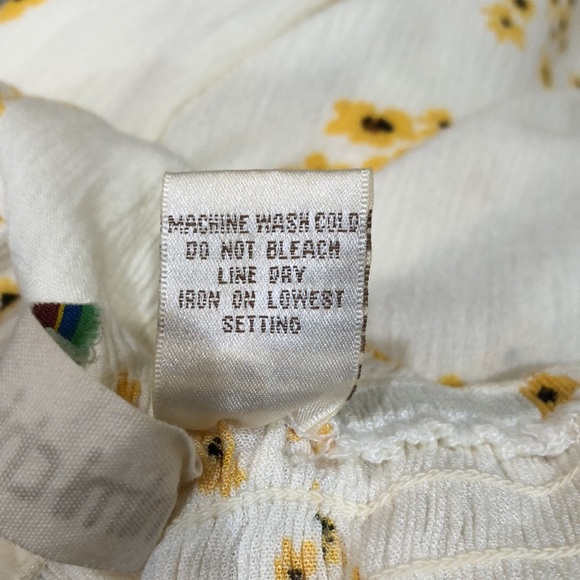 MACHINE WASH COLD
DO NOT BLEACH
LINE DRY
IRON ON LOWEST
SETTING